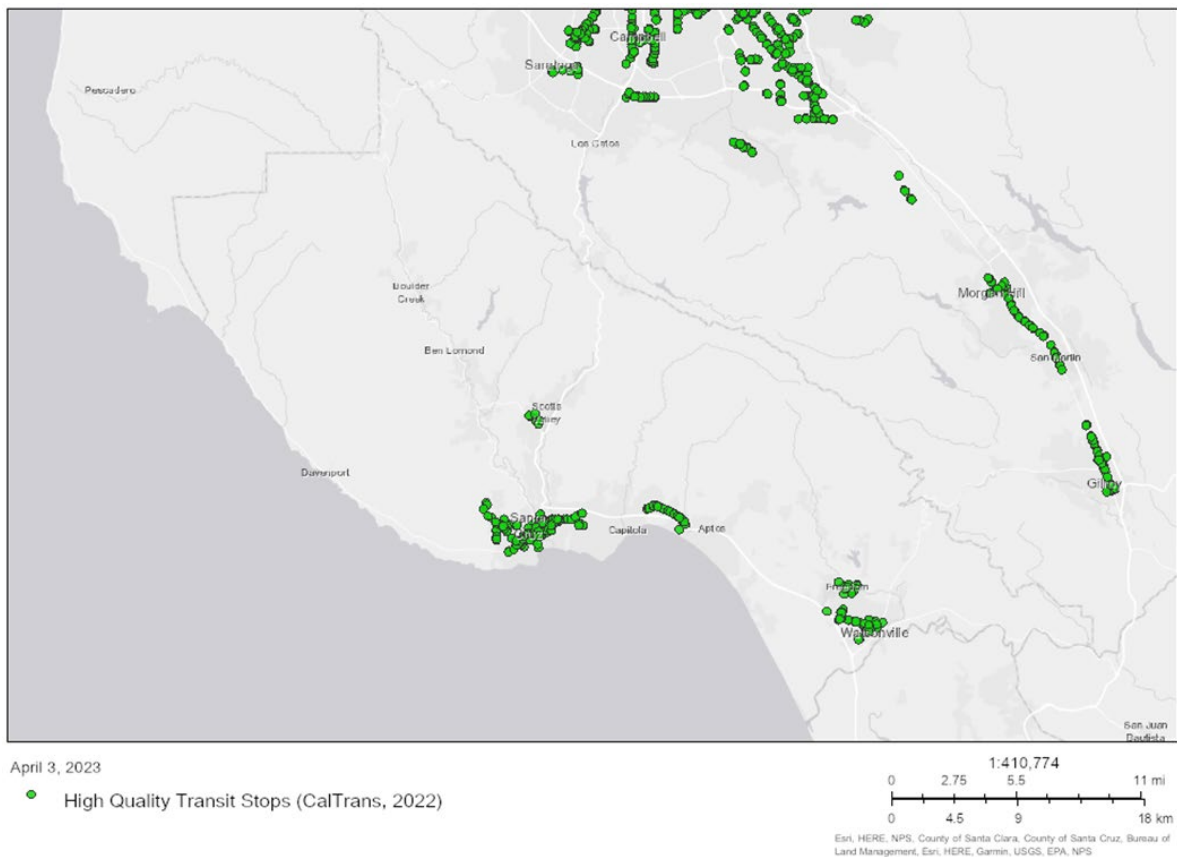 Campbell
Saratoga
Pescadero
Los Gatos
Boulder
Creek
Morgan Hill
Ben Lomond
San Martin
Scotts
Valley
Davenport
Gilroy
Santa
Cruz
Capitola
Aptos
Freedom
Watsonville
San Juan
Bautista
April 3, 2023
High Quality Transit Stops (CalTrans, 2022)
1:410,774
0 2.75 5.5 11 mi
0 4.5 9 18 km
Esri, HERE, NPS, County of Santa Clara, County of Santa Cruz, Bureau of
Land Management, Esri, HERE, Garmin, USGS, EPA, NPS